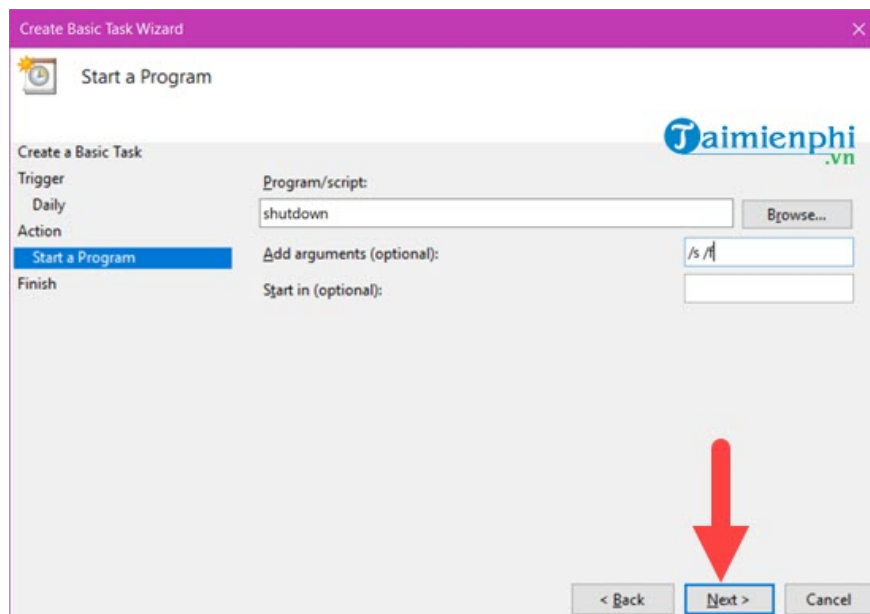 Create Basic Task Wizard
Start a Program
Taimienphi
.vn
Create a Basic Task
Trigger
Daily
Action
Start a Program
Finish
Program/script:
shutdown
Browse...
Add arguments (optional):
/s /f
Start in (optional):
< Back
Next >
Cancel